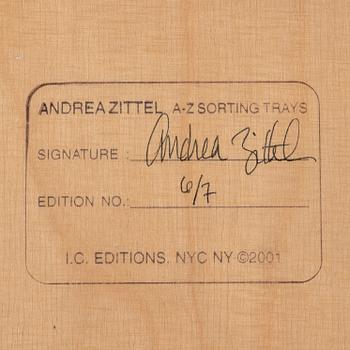 ANDREA ZITTEL A-Z SORTING TRAYS
SIGNATURE : Andrea Zittel
EDITION NO.: 6/7
I.C. EDITIONS. NYC NY ©2001